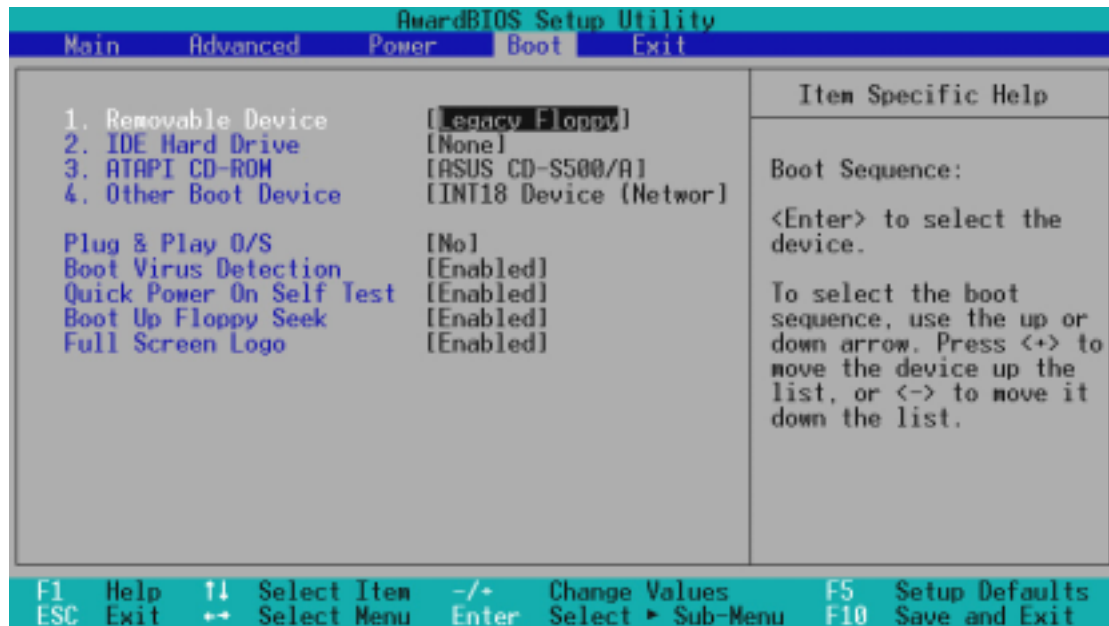 AwardBIOS Setup Utility
Main Advanced Power Boot Exit
1. Removable Device [Legacy Floppy]
2. IDE Hard Drive [None]
3. ATAPI CD-ROM [ASUS CD-S500/A]
4. Other Boot Device [INT18 Device (Networ]
Plug & Play O/S [No]
Boot Virus Detection [Enabled]
Quick Power On Self Test [Enabled]
Boot Up Floppy Seek [Enabled]
Full Screen Logo [Enabled]
Item Specific Help
Boot Sequence:
<Enter> to select the
device.
To select the boot
sequence, use the up or
down arrow. Press <+> to
move the device up the
list, or <-> to move it
down the list.
F1 Help ↑↓ Select Item -/+ Change Values F5 Setup Defaults
ESC Exit ←→ Select Menu Enter Select ► Sub-Menu F10 Save and Exit